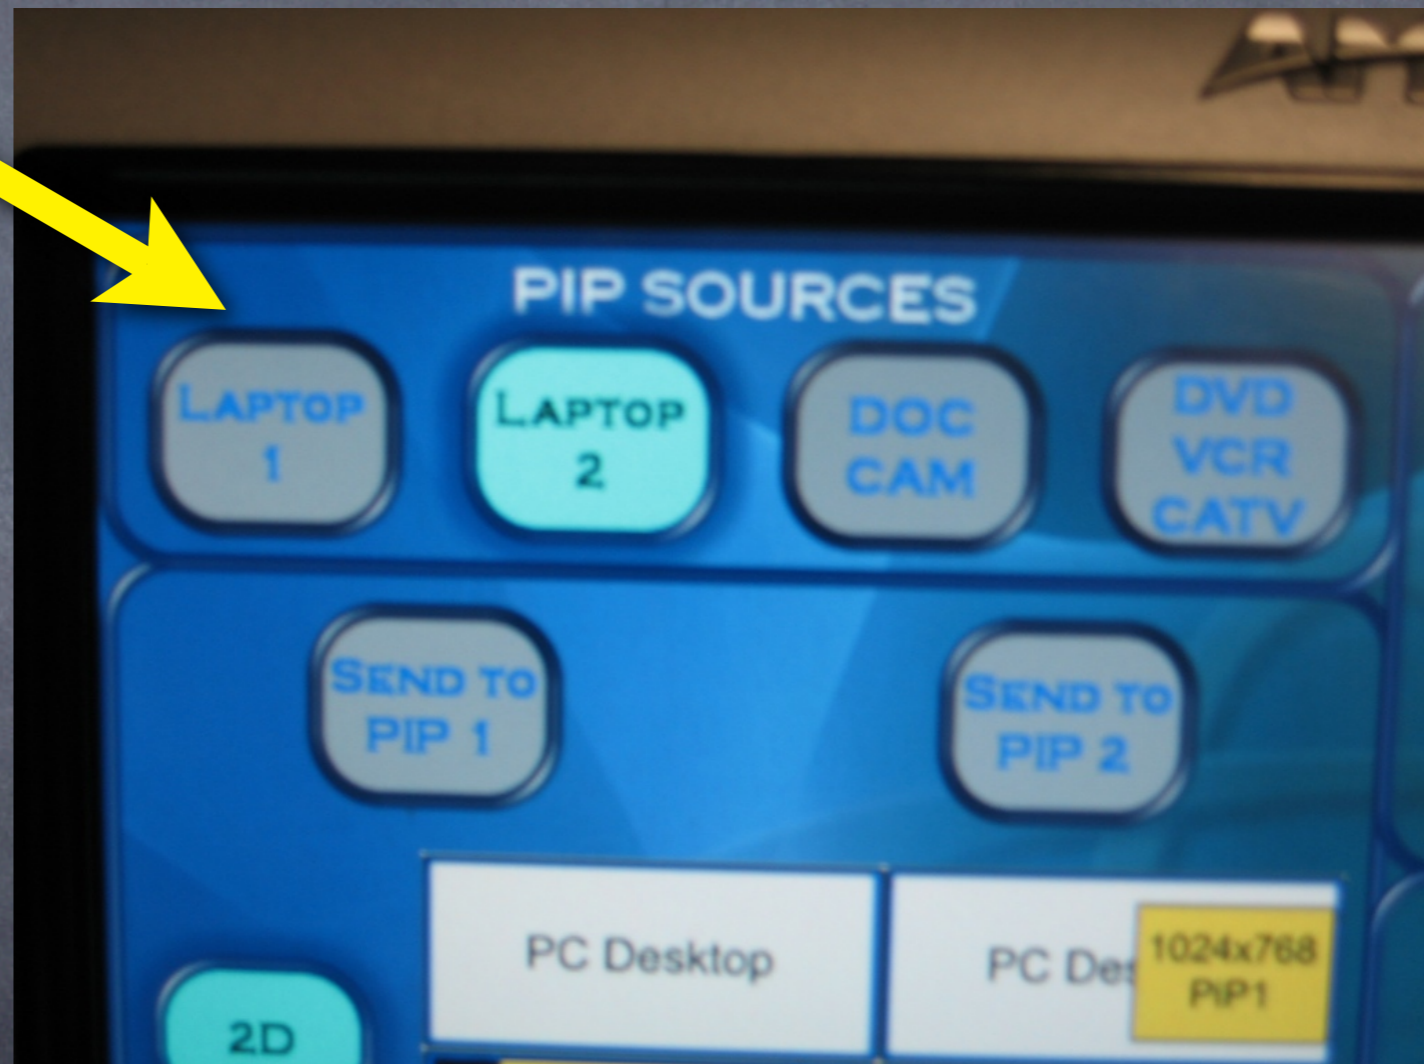 PIP SOURCES
LAPTOP
1
LAPTOP
2
DOC
CAM
DVD
VCR
CATV
SEND TO
PIP 1
SEND TO
PIP 2
PC Desktop
PC Des
1024x768
PiP1
2D